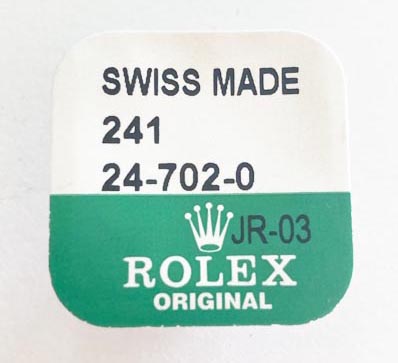 SWISS MADE
241
24-702-0
JR-03
ROLEX
ORIGINAL